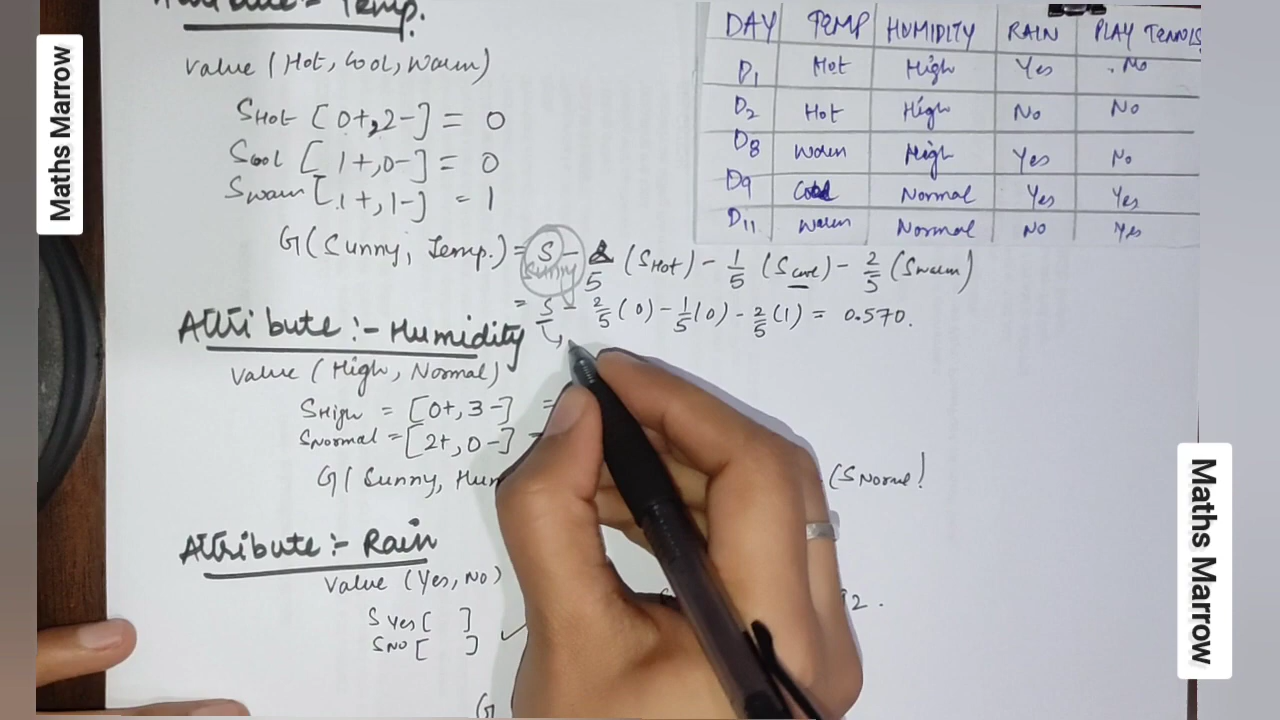 Attribute:- Temp.
Value (Hot, Cool, Warm)
SHot [0+, 2-] = 0
SCool [1+, 0-] = 0
SWarm [1+, 1-] = 1
G(Sunny, Temp.) = S Sunny - 2/5 (SHot) - 1/5 (SCool) - 2/5 (SWarm)
= S - 2/5 (0) - 1/5 (0) - 2/5 (1) = 0.570.
Attribute:- Humidity
Value (High, Normal)
SHigh = [0+, 3-] =
SNormal = [2+, 0-] =
G(Sunny, Hum (SNormal)
Attribute:- Rain
Value (Yes, No)
SYes [ ]
SNo [ ]
92.
G
DAY TEMP HUMIDITY RAIN PLAY TENNIS
D1 Hot High Yes No
D2 Hot High No No
D8 Warm High Yes No
D9 Cool Normal Yes Yes
D11 Warm Normal No Yes
Maths Marrow
Maths Marrow